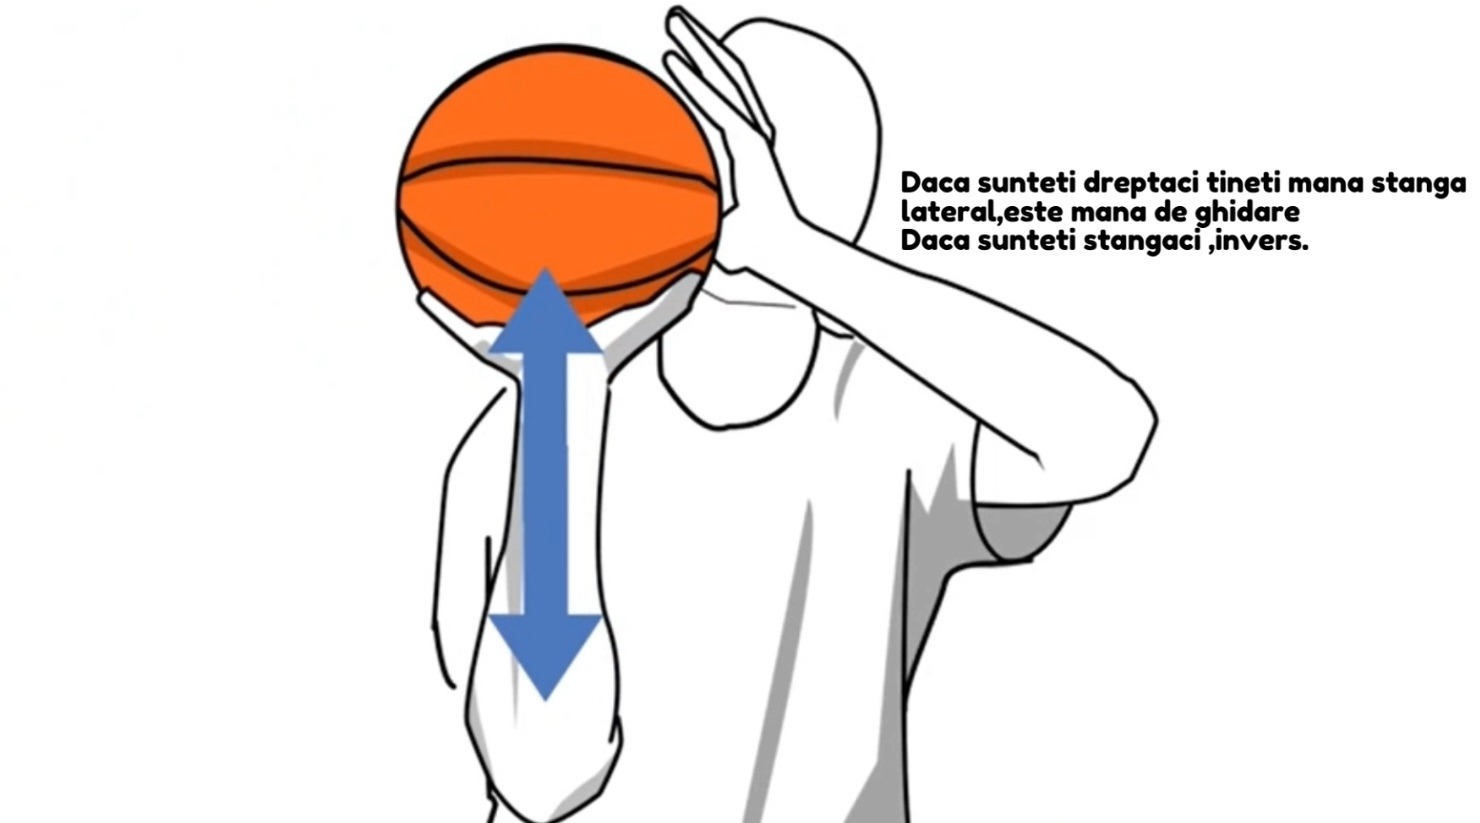 Daca sunteti dreptaci tineti mana stanga
lateral,este mana de ghidare
Daca sunteti stangaci ,invers.